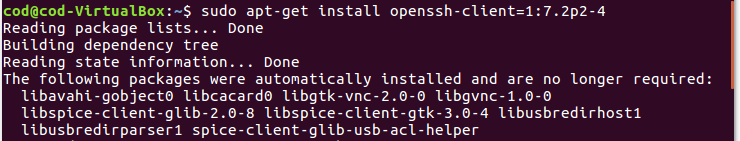 cod@cod-VirtualBox:~$ sudo apt-get install openssh-client=1:7.2p2-4
Reading package lists... Done
Building dependency tree
Reading state information... Done
The following packages were automatically installed and are no longer required:
  libavahi-gobject0 libcacard0 libgtk-vnc-2.0-0 libgvnc-1.0-0
  libspice-client-glib-2.0-8 libspice-client-gtk-3.0-4 libusbredirhost1
  libusbredirparser1 spice-client-glib-usb-acl-helper